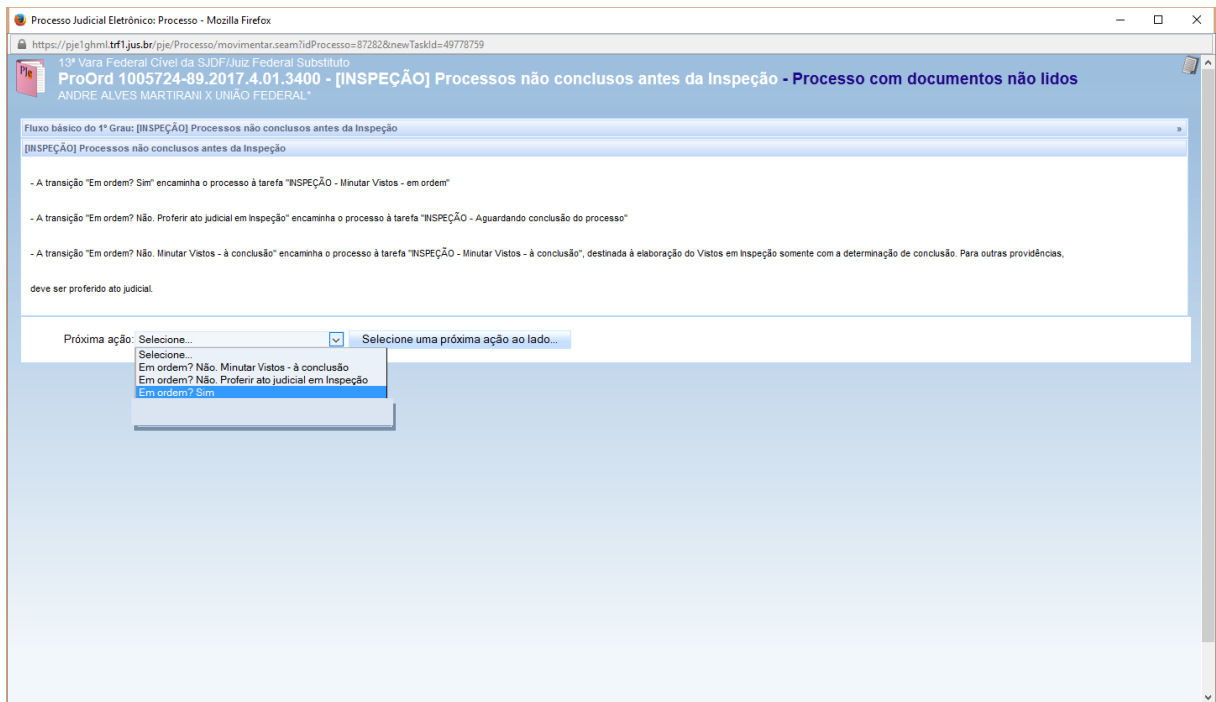 Processo Judicial Eletrônico: Processo - Mozilla Firefox
https://pje1ghml.trf1.jus.br/pje/Processo/movimentar.seam?idProcesso=87282&newTaskId=49778759
13ª Vara Federal Cível da SJDF/Juiz Federal Substituto
PJe
ProOrd 1005724-89.2017.4.01.3400 - [INSPEÇÃO] Processos não conclusos antes da Inspeção - Processo com documentos não lidos
ANDRE ALVES MARTIRANI X UNIÃO FEDERAL*
Fluxo básico do 1º Grau: [INSPEÇÃO] Processos não conclusos antes da Inspeção »
[INSPEÇÃO] Processos não conclusos antes da Inspeção
- A transição "Em ordem? Sim" encaminha o processo à tarefa "INSPEÇÃO - Minutar Vistos - em ordem"
- A transição "Em ordem? Não. Proferir ato judicial em Inspeção" encaminha o processo à tarefa "INSPEÇÃO - Aguardando conclusão do processo"
- A transição "Em ordem? Não. Minutar Vistos - à conclusão" encaminha o processo à tarefa "INSPEÇÃO - Minutar Vistos - à conclusão", destinada à elaboração do Vistos em Inspeção somente com a determinação de conclusão. Para outras providências,
deve ser proferido ato judicial.
Próxima ação: Selecione... Selecione uma próxima ação ao lado...
Selecione...
Em ordem? Não. Minutar Vistos - à conclusão
Em ordem? Não. Proferir ato judicial em Inspeção
Em ordem? Sim